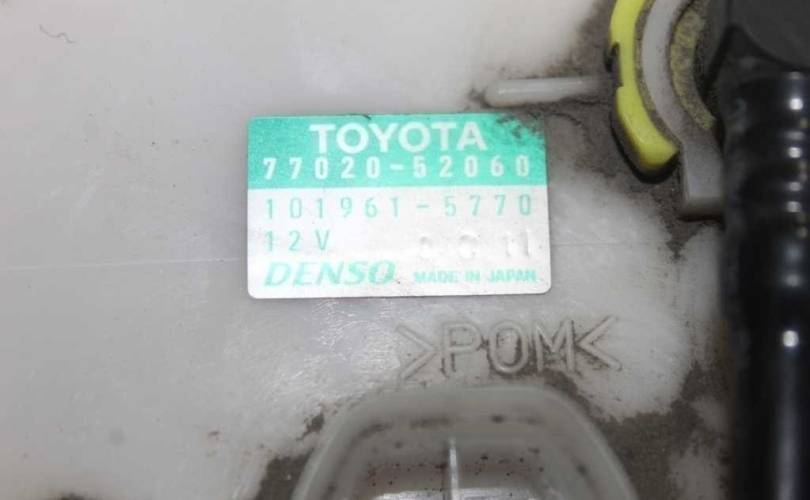 TOYOTA
77020-52060
101961-5770
12V
DENSO MADE IN JAPAN
>POM<